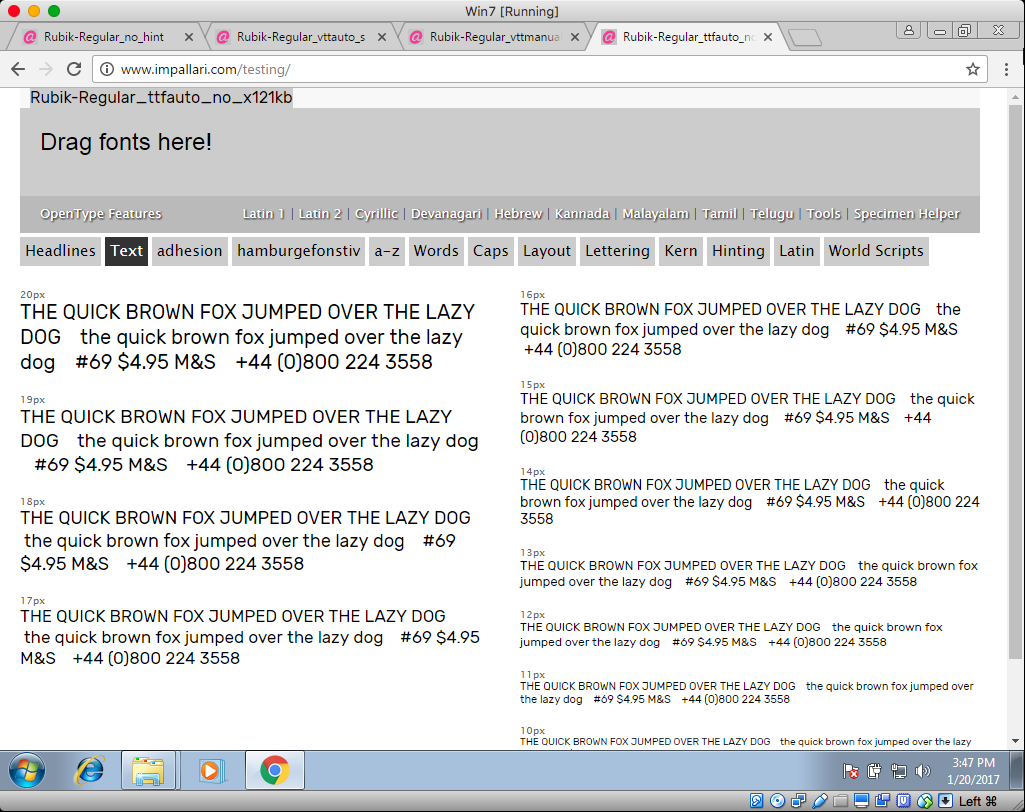 Win7 [Running]
Rubik-Regular_no_hint
Rubik-Regular_vttauto_s
Rubik-Regular_vttmanual
Rubik-Regular_ttfauto_no
www.impallari.com/testing/
Rubik-Regular_ttfauto_no_x121kb
Drag fonts here!
OpenType Features
Latin 1 | Latin 2 | Cyrillic | Devanagari | Hebrew | Kannada | Malayalam | Tamil | Telugu | Tools | Specimen Helper
Headlines Text adhesion hamburgefonstiv a-z Words Caps Layout Lettering Kern Hinting Latin World Scripts
20px
THE QUICK BROWN FOX JUMPED OVER THE LAZY
DOG the quick brown fox jumped over the lazy
dog #69 $4.95 M&S +44 (0)800 224 3558
19px
THE QUICK BROWN FOX JUMPED OVER THE LAZY
DOG the quick brown fox jumped over the lazy dog
#69 $4.95 M&S +44 (0)800 224 3558
18px
THE QUICK BROWN FOX JUMPED OVER THE LAZY DOG
the quick brown fox jumped over the lazy dog #69
$4.95 M&S +44 (0)800 224 3558
17px
THE QUICK BROWN FOX JUMPED OVER THE LAZY DOG
the quick brown fox jumped over the lazy dog #69 $4.95
M&S +44 (0)800 224 3558
16px
THE QUICK BROWN FOX JUMPED OVER THE LAZY DOG the
quick brown fox jumped over the lazy dog #69 $4.95 M&S
+44 (0)800 224 3558
15px
THE QUICK BROWN FOX JUMPED OVER THE LAZY DOG the quick
brown fox jumped over the lazy dog #69 $4.95 M&S +44
(0)800 224 3558
14px
THE QUICK BROWN FOX JUMPED OVER THE LAZY DOG the quick
brown fox jumped over the lazy dog #69 $4.95 M&S +44 (0)800 224
3558
13px
THE QUICK BROWN FOX JUMPED OVER THE LAZY DOG the quick brown fox
jumped over the lazy dog #69 $4.95 M&S +44 (0)800 224 3558
12px
THE QUICK BROWN FOX JUMPED OVER THE LAZY DOG the quick brown fox
jumped over the lazy dog #69 $4.95 M&S +44 (0)800 224 3558
11px
THE QUICK BROWN FOX JUMPED OVER THE LAZY DOG the quick brown fox jumped over
the lazy dog #69 $4.95 M&S +44 (0)800 224 3558
10px
THE QUICK BROWN FOX JUMPED OVER THE LAZY DOG the quick brown fox jumped over the lazy
3:47 PM
1/20/2017
Left ⌘